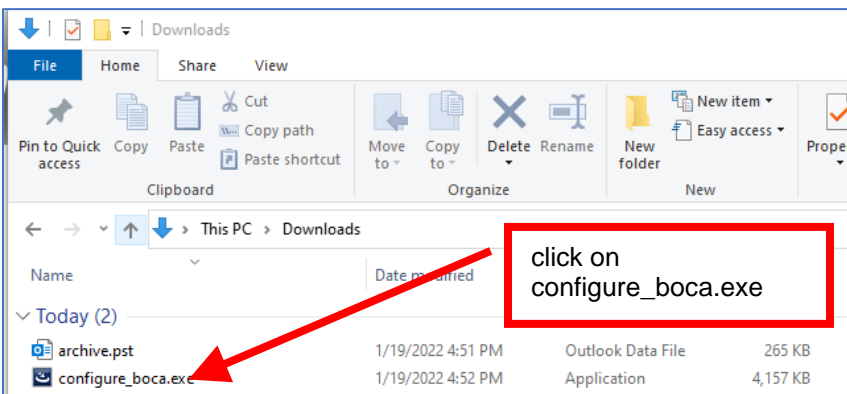 Downloads
File Home Share View
Pin to Quick access
Copy
Paste
Cut
Copy path
Paste shortcut
Clipboard
Move to
Copy to
Delete
Rename
Organize
New folder
New item
Easy access
New
This PC > Downloads
click on
configure_boca.exe
Name Date modified
Today (2)
archive.pst 1/19/2022 4:51 PM Outlook Data File 265 KB
configure_boca.exe 1/19/2022 4:52 PM Application 4,157 KB